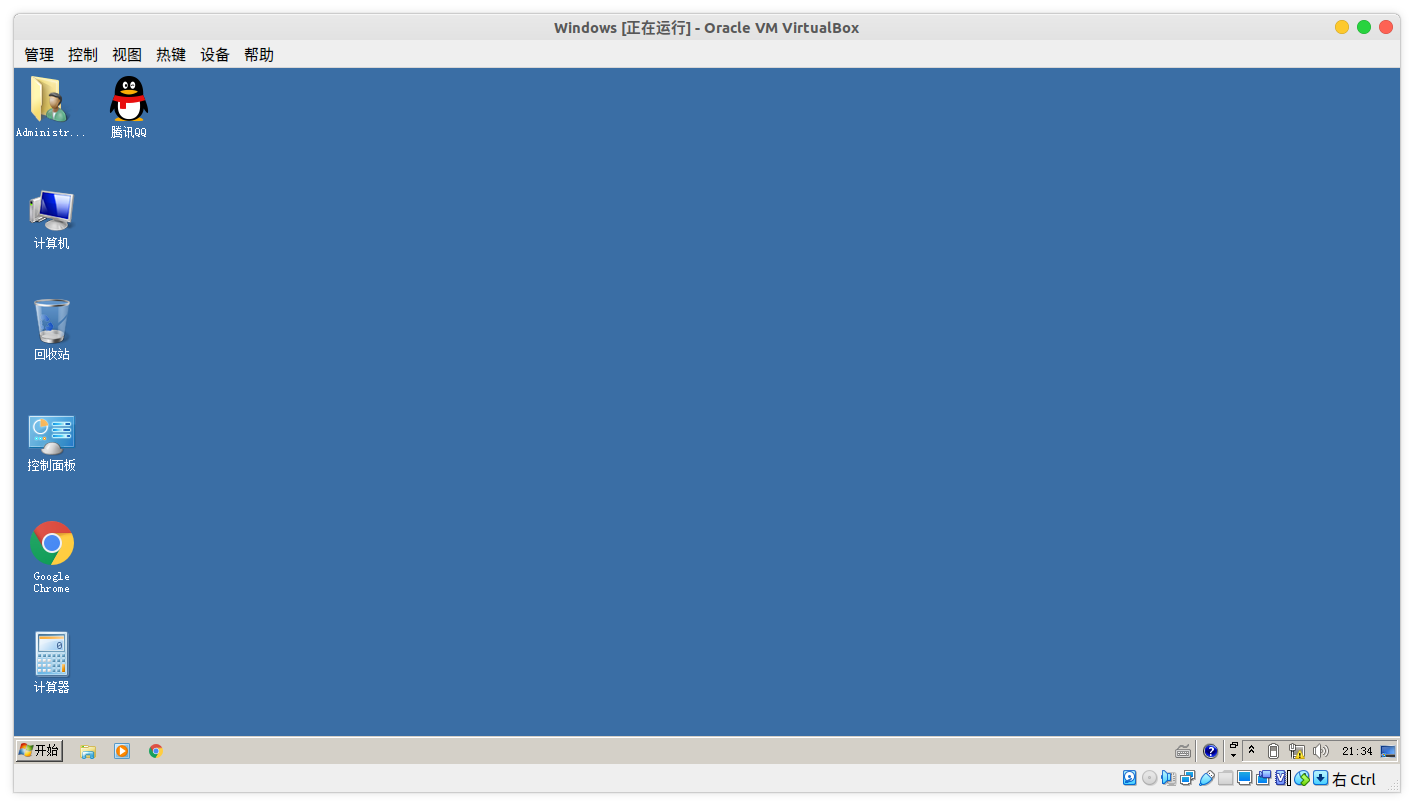 Windows [正在运行] - Oracle VM VirtualBox
管理 控制 视图 热键 设备 帮助
Administr...
腾讯QQ
计算机
回收站
控制面板
Google
Chrome
0
计算器
开始
21:34
右 Ctrl